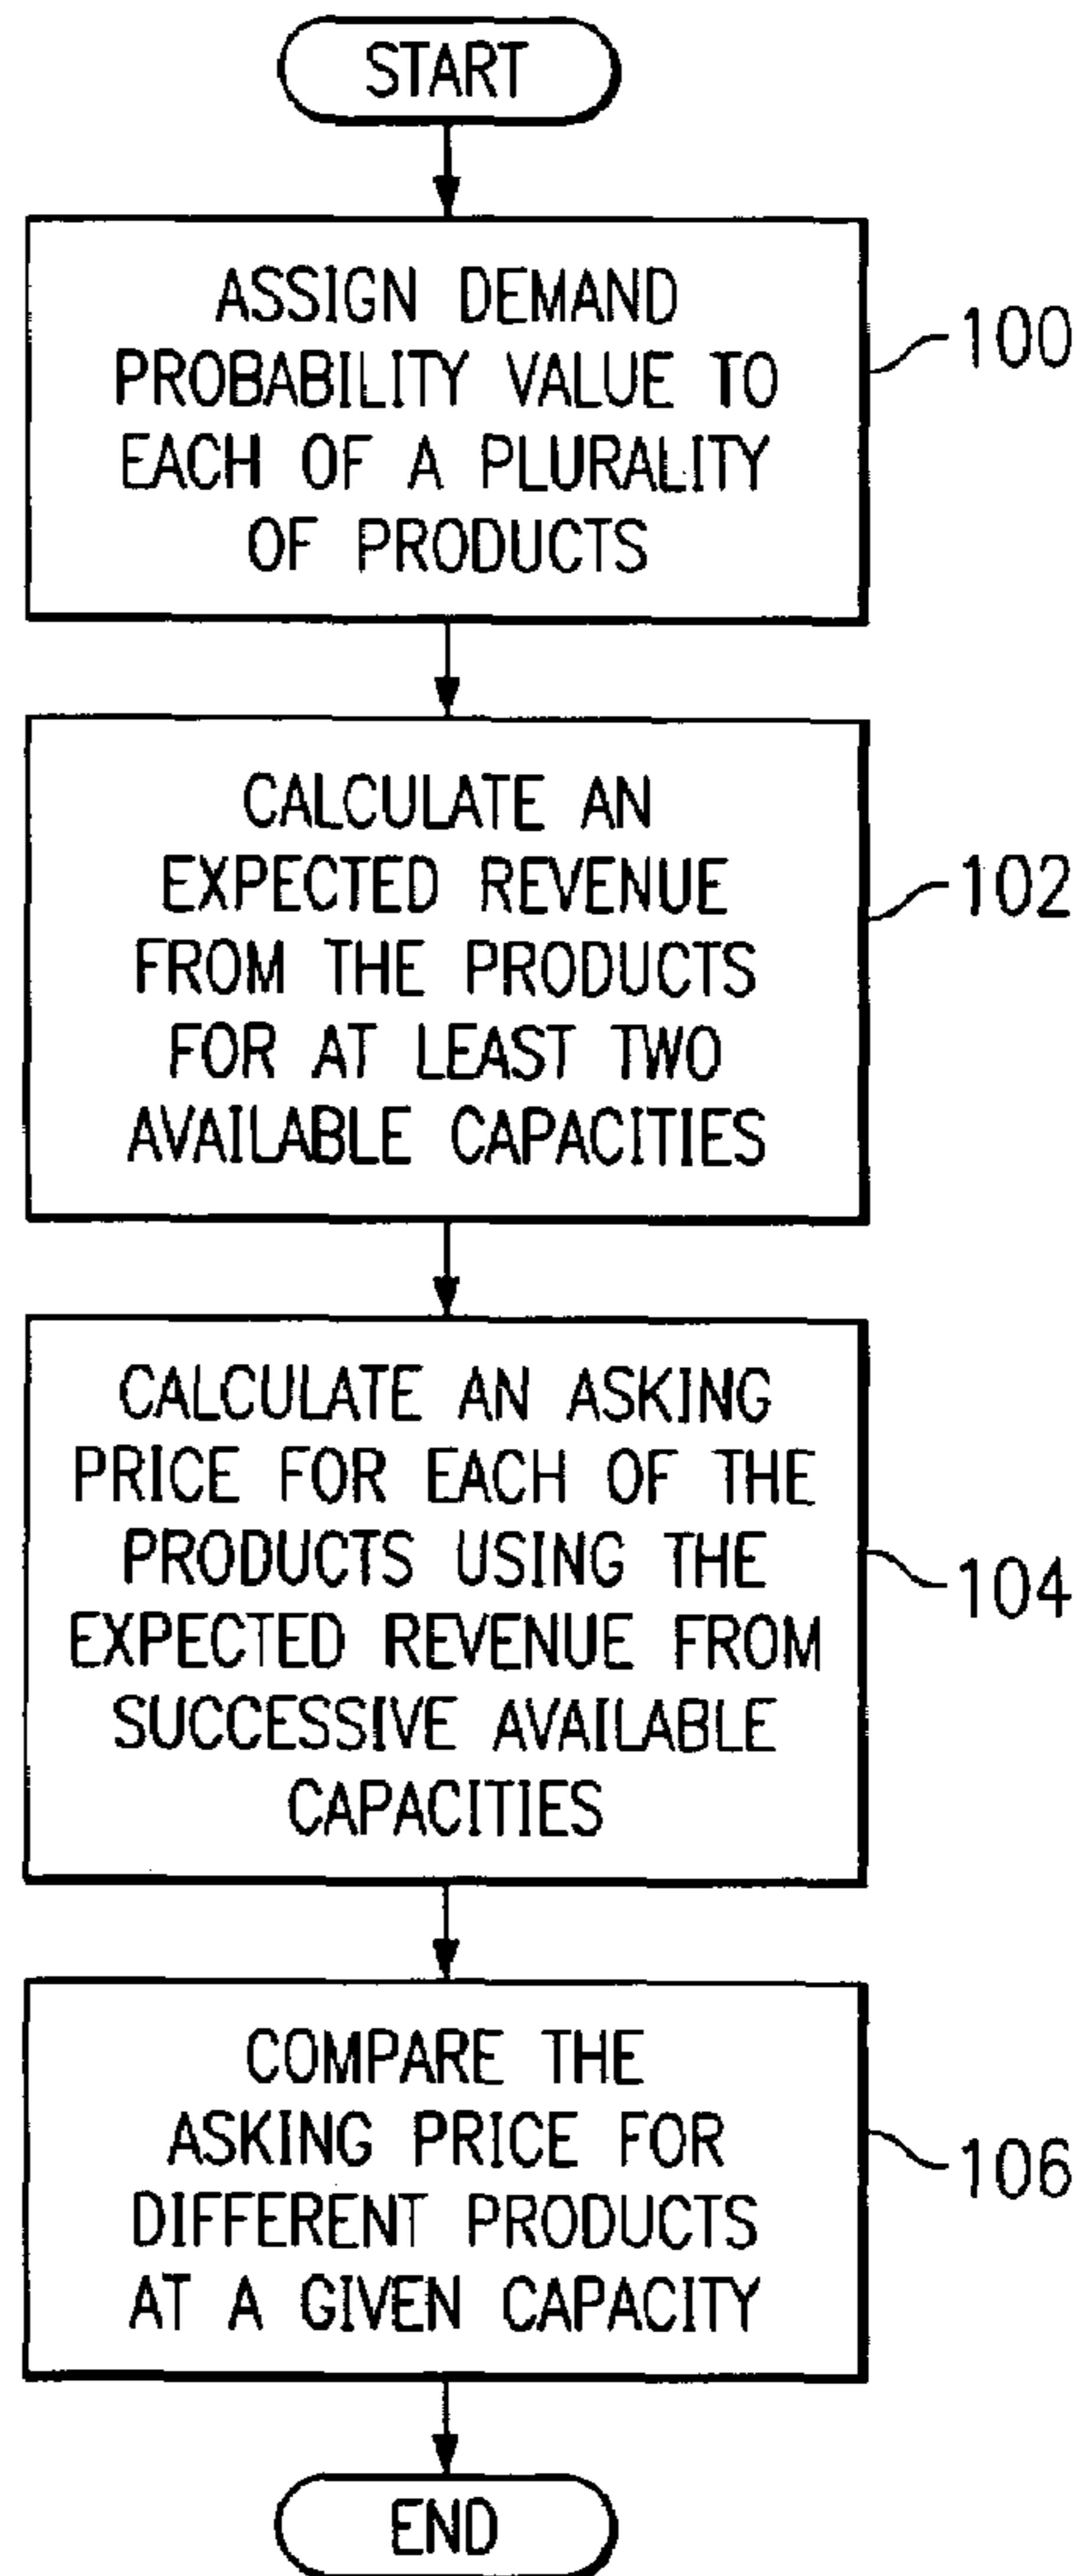 START
ASSIGN DEMAND
PROBABILITY VALUE TO
EACH OF A PLURALITY
OF PRODUCTS
100
CALCULATE AN
EXPECTED REVENUE
FROM THE PRODUCTS
FOR AT LEAST TWO
AVAILABLE CAPACITIES
102
CALCULATE AN ASKING
PRICE FOR EACH OF THE
PRODUCTS USING THE
EXPECTED REVENUE FROM
SUCCESSIVE AVAILABLE
CAPACITIES
104
COMPARE THE
ASKING PRICE FOR
DIFFERENT PRODUCTS
AT A GIVEN CAPACITY
106
END